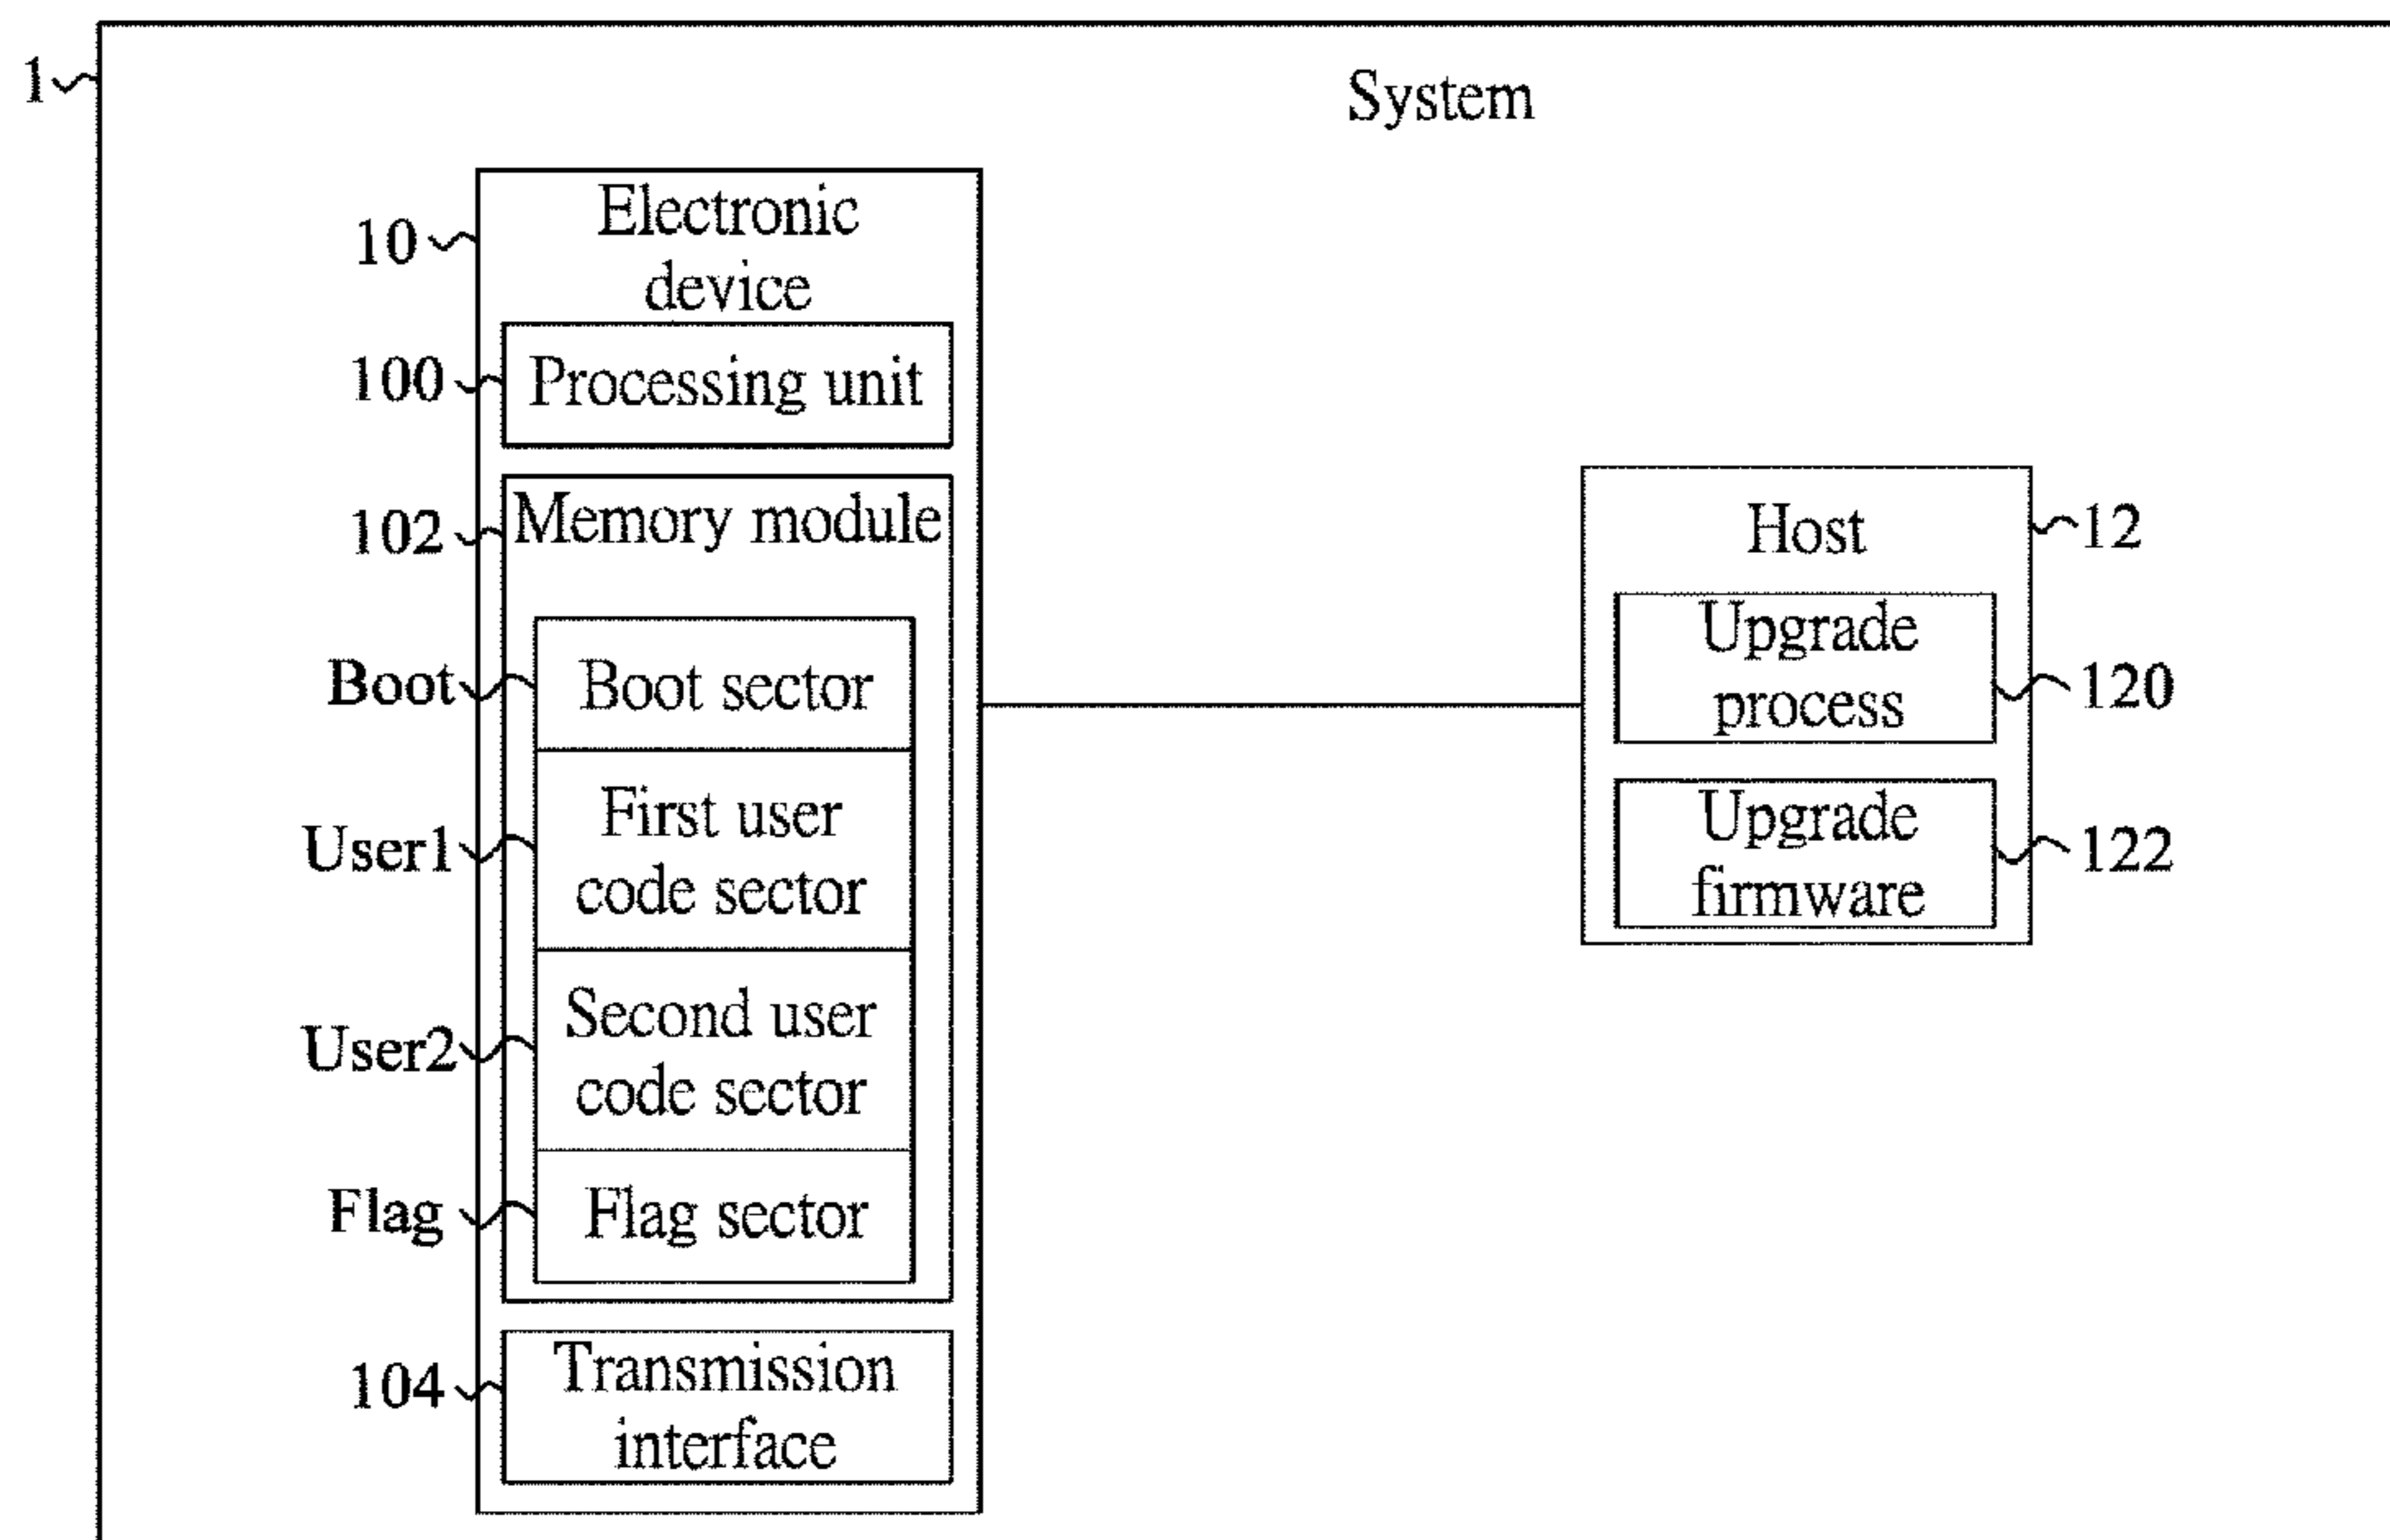 1
System
10
Electronic
device
100
Processing unit
102
Memory module
Boot
Boot sector
User1
First user
code sector
User2
Second user
code sector
Flag
Flag sector
104
Transmission
interface
Host
12
Upgrade
process
120
Upgrade
firmware
122